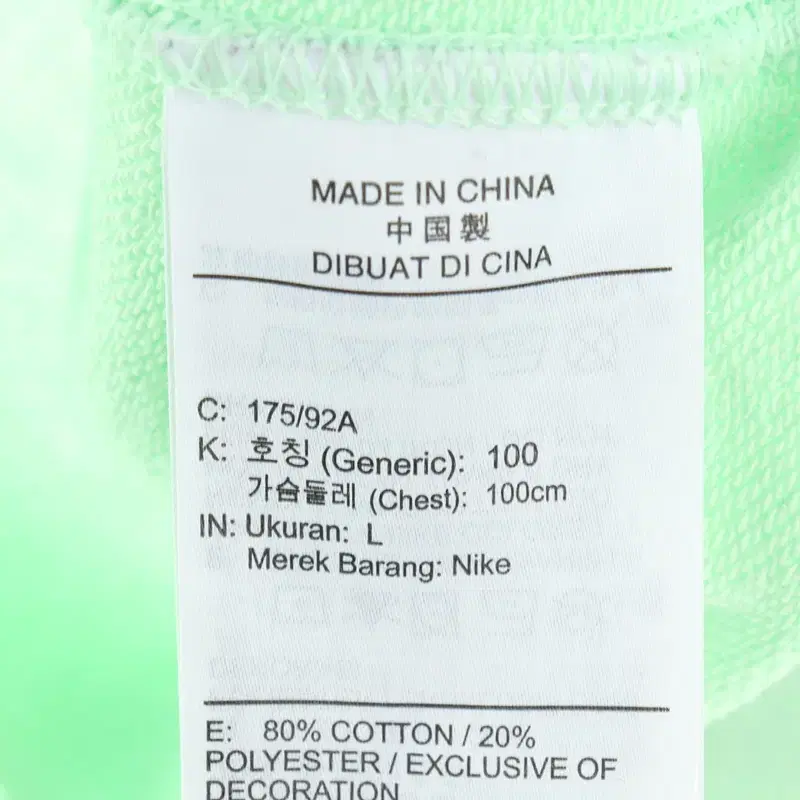 MADE IN CHINA
中国製
DIBUAT DI CINA
C: 175/92A
K: 호칭 (Generic): 100
가슴둘레 (Chest): 100cm
IN: Ukuran: L
Merek Barang: Nike
E: 80% COTTON / 20%
POLYESTER / EXCLUSIVE OF
DECORATION